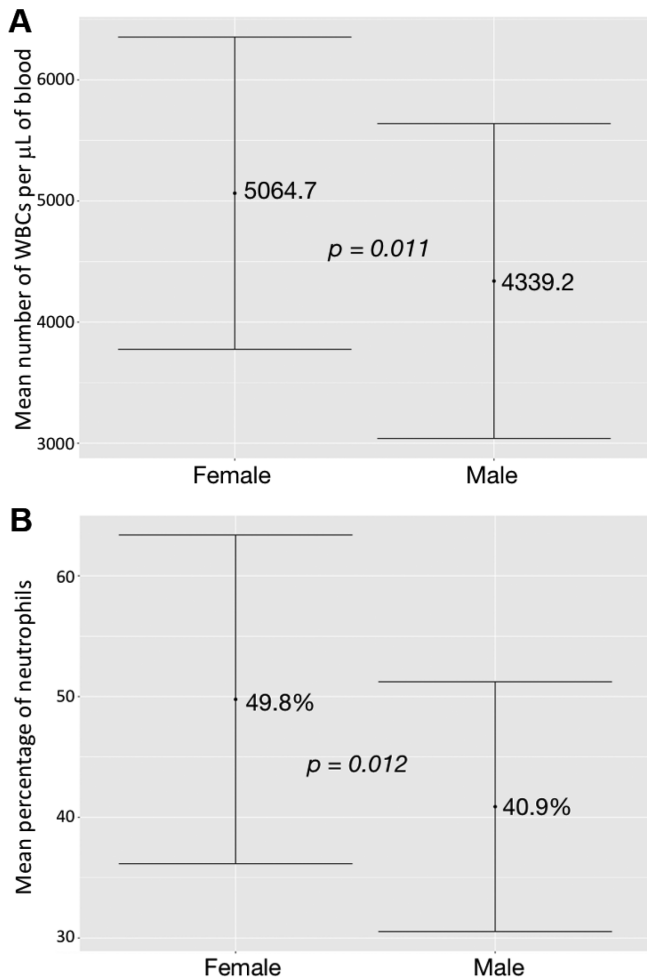 A
Mean number of WBCs per µL of blood
6000
5000
4000
3000
5064.7
p = 0.011
4339.2
Female Male
B
Mean percentage of neutrophils
60
50
40
30
49.8%
p = 0.012
40.9%
Female Male